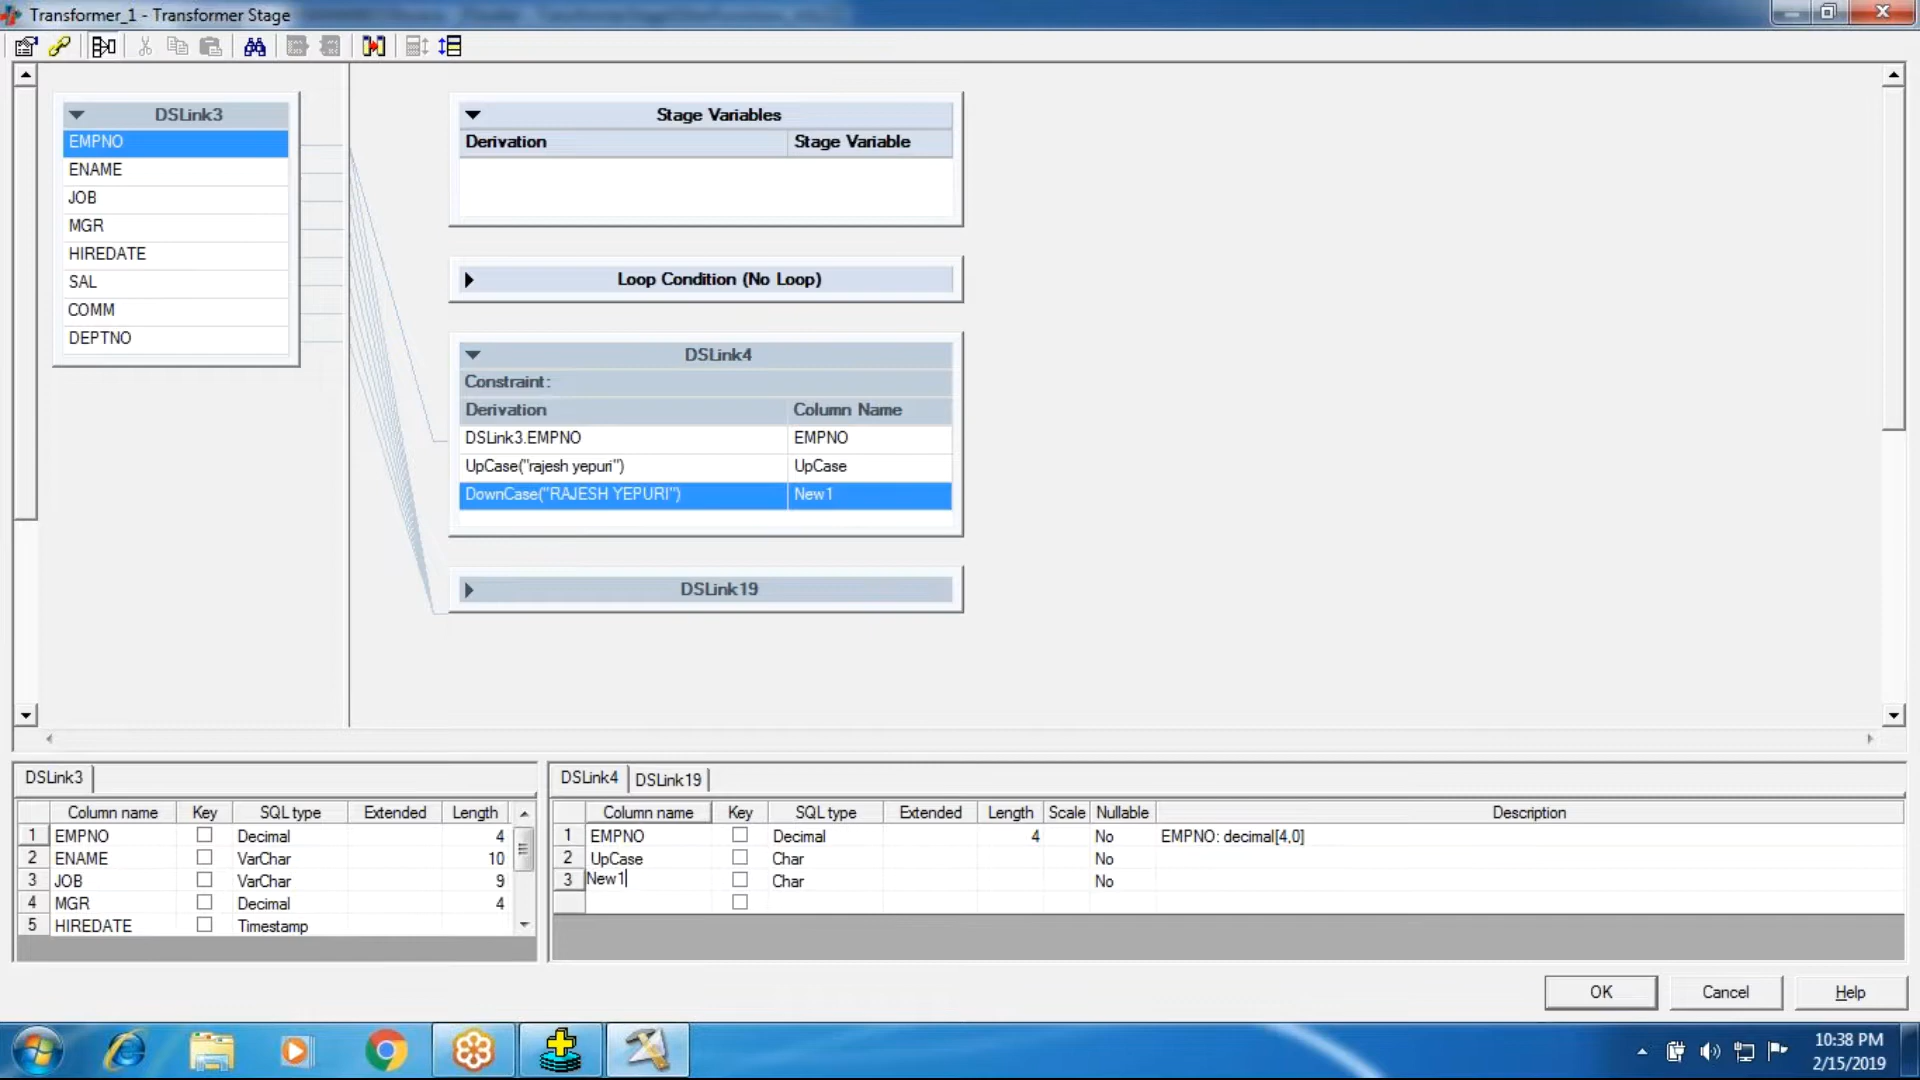 Transformer_1 - Transformer Stage
DSLink3
EMPNO
ENAME
JOB
MGR
HIREDATE
SAL
COMM
DEPTNO
Stage Variables
Derivation Stage Variable
Loop Condition (No Loop)
DSLink4
Constraint:
Derivation Column Name
DSLink3.EMPNO EMPNO
UpCase("rajesh yepuri") UpCase
DownCase("RAJESH YEPURI") New1
DSLink19
DSLink3
Column name Key SQL type Extended Length
1 EMPNO Decimal 4
2 ENAME VarChar 10
3 JOB VarChar 9
4 MGR Decimal 4
5 HIREDATE Timestamp
DSLink4 DSLink19
Column name Key SQL type Extended Length Scale Nullable Description
1 EMPNO Decimal 4 No EMPNO: decimal[4,0]
2 UpCase Char No
3 New1 Char No
OK Cancel Help
10:38 PM
2/15/2019